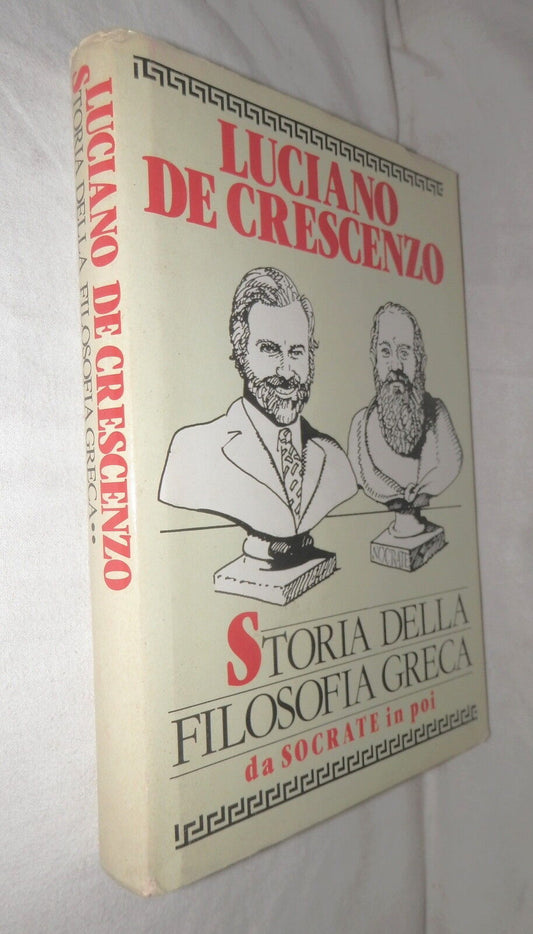 LUCIANO DE CRESCENZO
STORIA DELLA FILOSOFIA GRECA**
LUCIANO
DE CRESCENZO
SOCRATE
STORIA DELLA
FILOSOFIA GRECA
da SOCRATE in poi